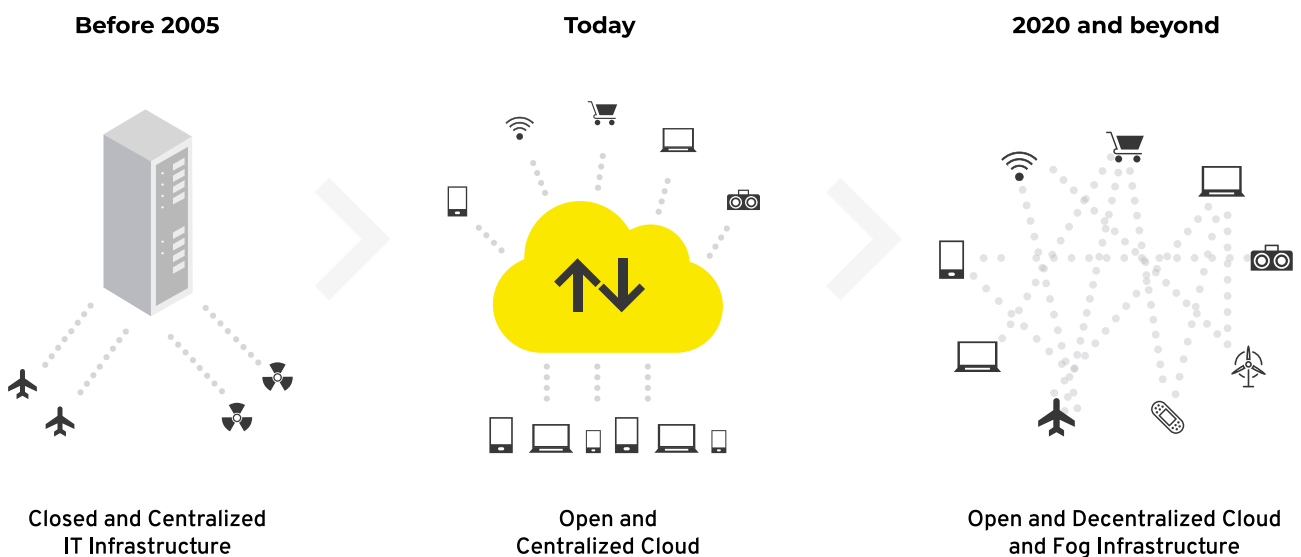 Before 2005
Today
2020 and beyond
Closed and Centralized
IT Infrastructure
Open and
Centralized Cloud
Open and Decentralized Cloud
and Fog Infrastructure